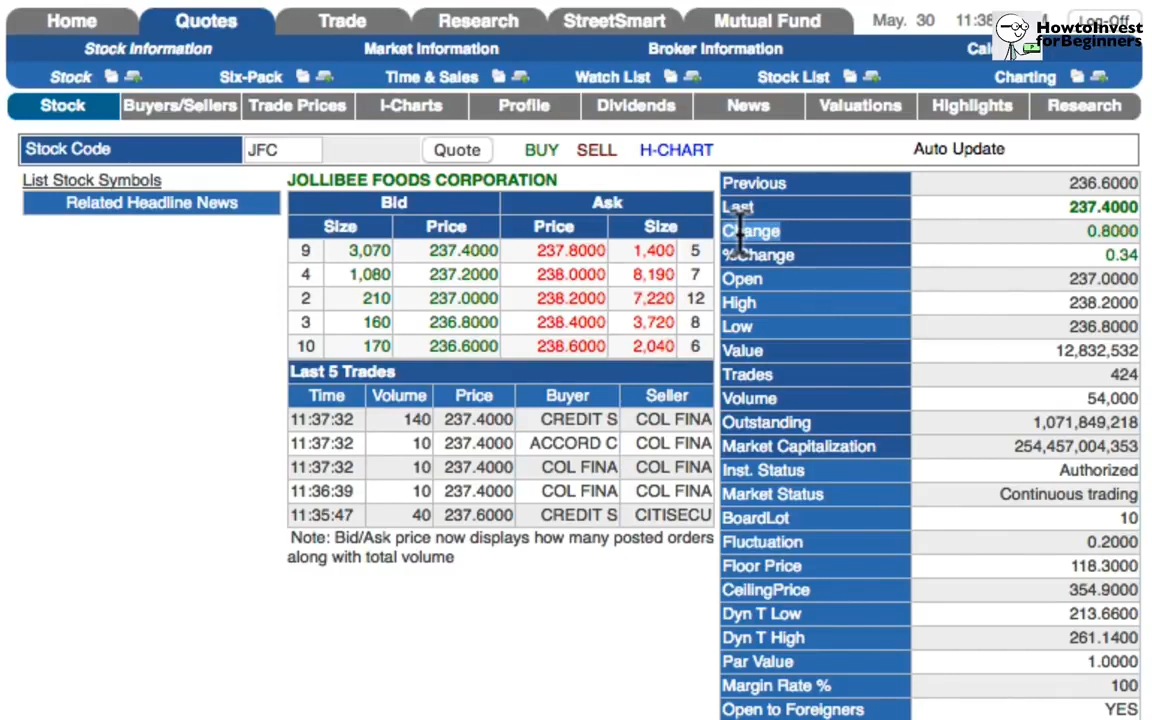 Home Quotes Trade Research StreetSmart Mutual Fund May. 30 11:38 Log-Off
HowtoInvest
forBeginners
Stock Information Market Information Broker Information
Stock Six-Pack Time & Sales Watch List Stock List Charting
Stock Buyers/Sellers Trade Prices I-Charts Profile Dividends News Valuations Highlights Research
Stock Code JFC Quote BUY SELL H-CHART Auto Update
List Stock Symbols
Related Headline News
JOLLIBEE FOODS CORPORATION
Bid Ask
Size Price Price Size
9 3,070 237.4000 237.8000 1,400 5
4 1,080 237.2000 238.0000 8,190 7
2 210 237.0000 238.2000 7,220 12
3 160 236.8000 238.4000 3,720 8
10 170 236.6000 238.6000 2,040 6
Last 5 Trades
Time Volume Price Buyer Seller
11:37:32 140 237.4000 CREDIT S COL FINA
11:37:32 10 237.4000 ACCORD C COL FINA
11:37:32 10 237.4000 COL FINA COL FINA
11:36:39 10 237.4000 COL FINA COL FINA
11:35:47 40 237.6000 CREDIT S CITISECU
Note: Bid/Ask price now displays how many posted orders
along with total volume
Previous 236.6000
Last 237.4000
Change 0.8000
%Change 0.34
Open 237.0000
High 238.2000
Low 236.8000
Value 12,832,532
Trades 424
Volume 54,000
Outstanding 1,071,849,218
Market Capitalization 254,457,004,353
Inst. Status Authorized
Market Status Continuous trading
BoardLot 10
Fluctuation 0.2000
Floor Price 118.3000
CeilingPrice 354.9000
Dyn T Low 213.6600
Dyn T High 261.1400
Par Value 1.0000
Margin Rate % 100
Open to Foreigners YES